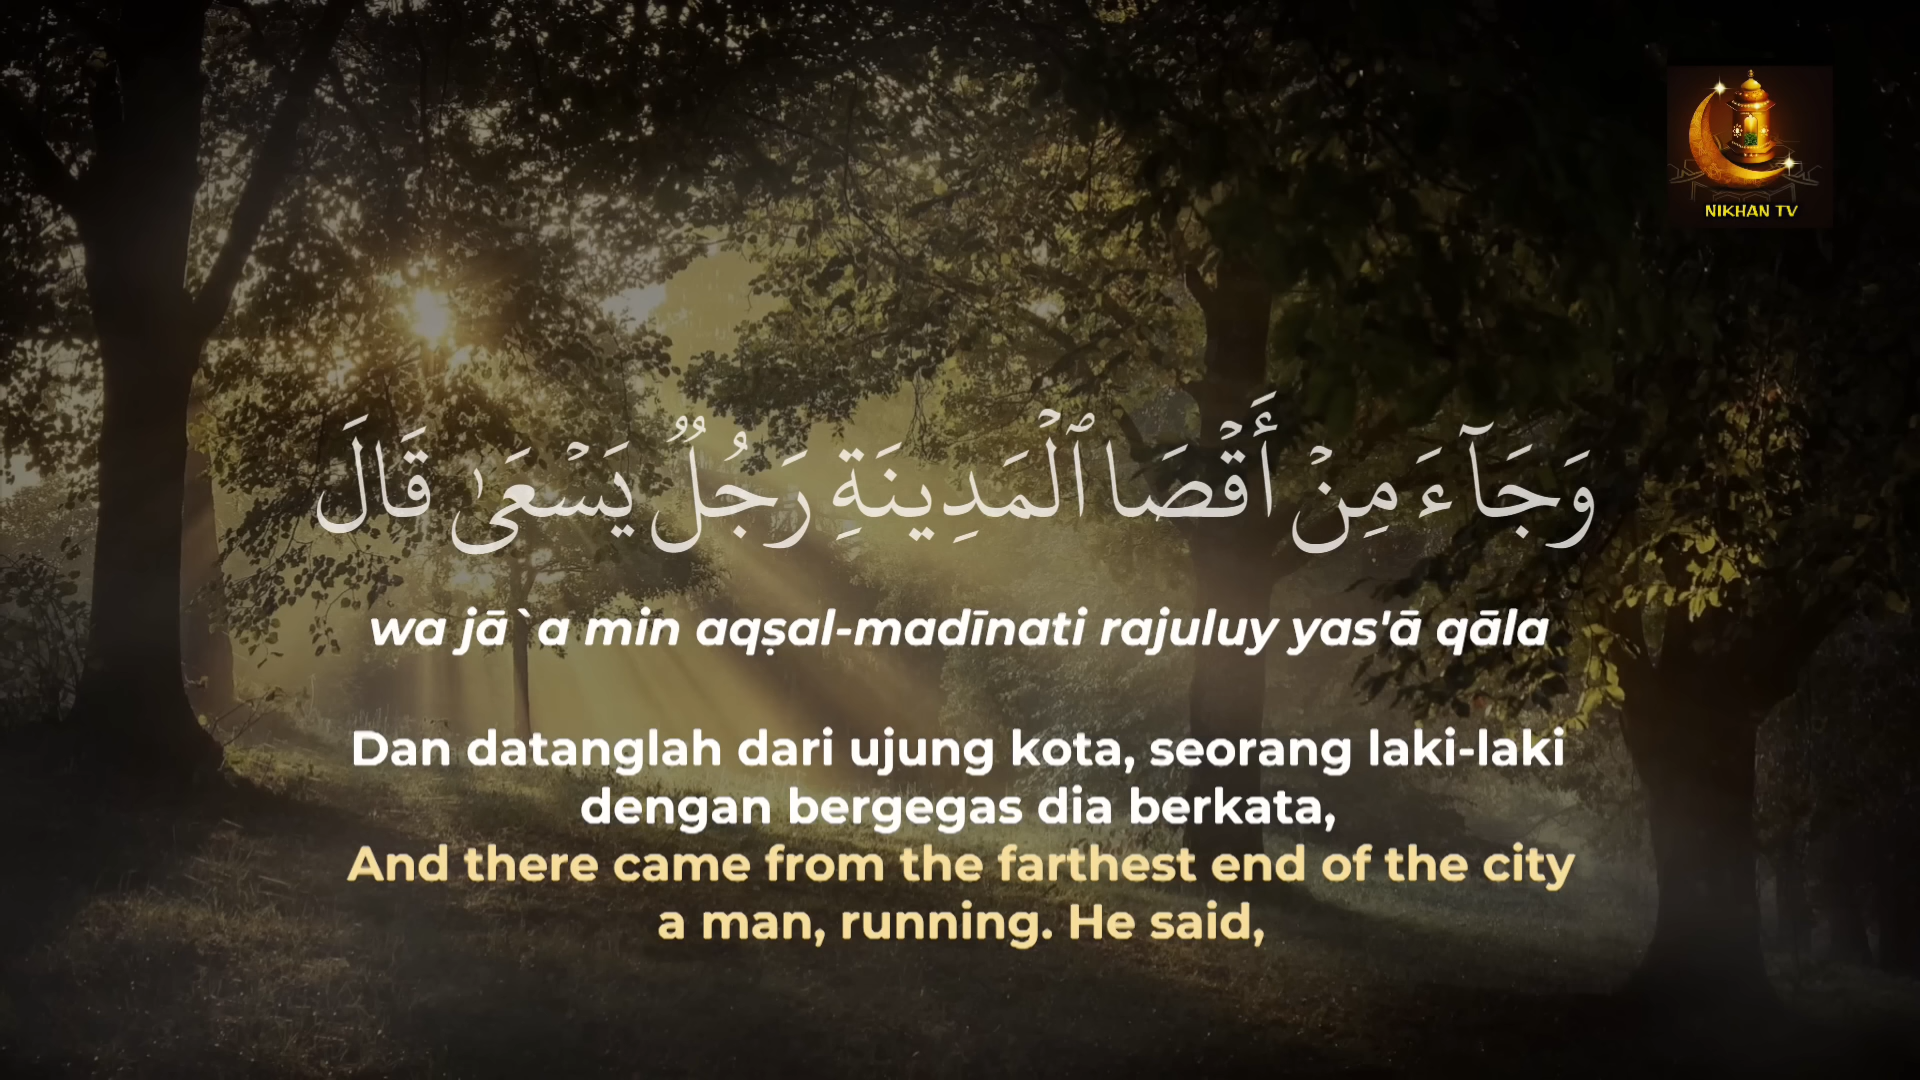 NIKHAN TV
وَجَآءَ مِنْ أَقْصَا ٱلْمَدِينَةِ رَجُلٌ يَسْعَىٰ قَالَ
wa jā`a min aqṣal-madīnati rajuluy yas'ā qāla
Dan datanglah dari ujung kota, seorang laki-laki
dengan bergegas dia berkata,
And there came from the farthest end of the city
a man, running. He said,